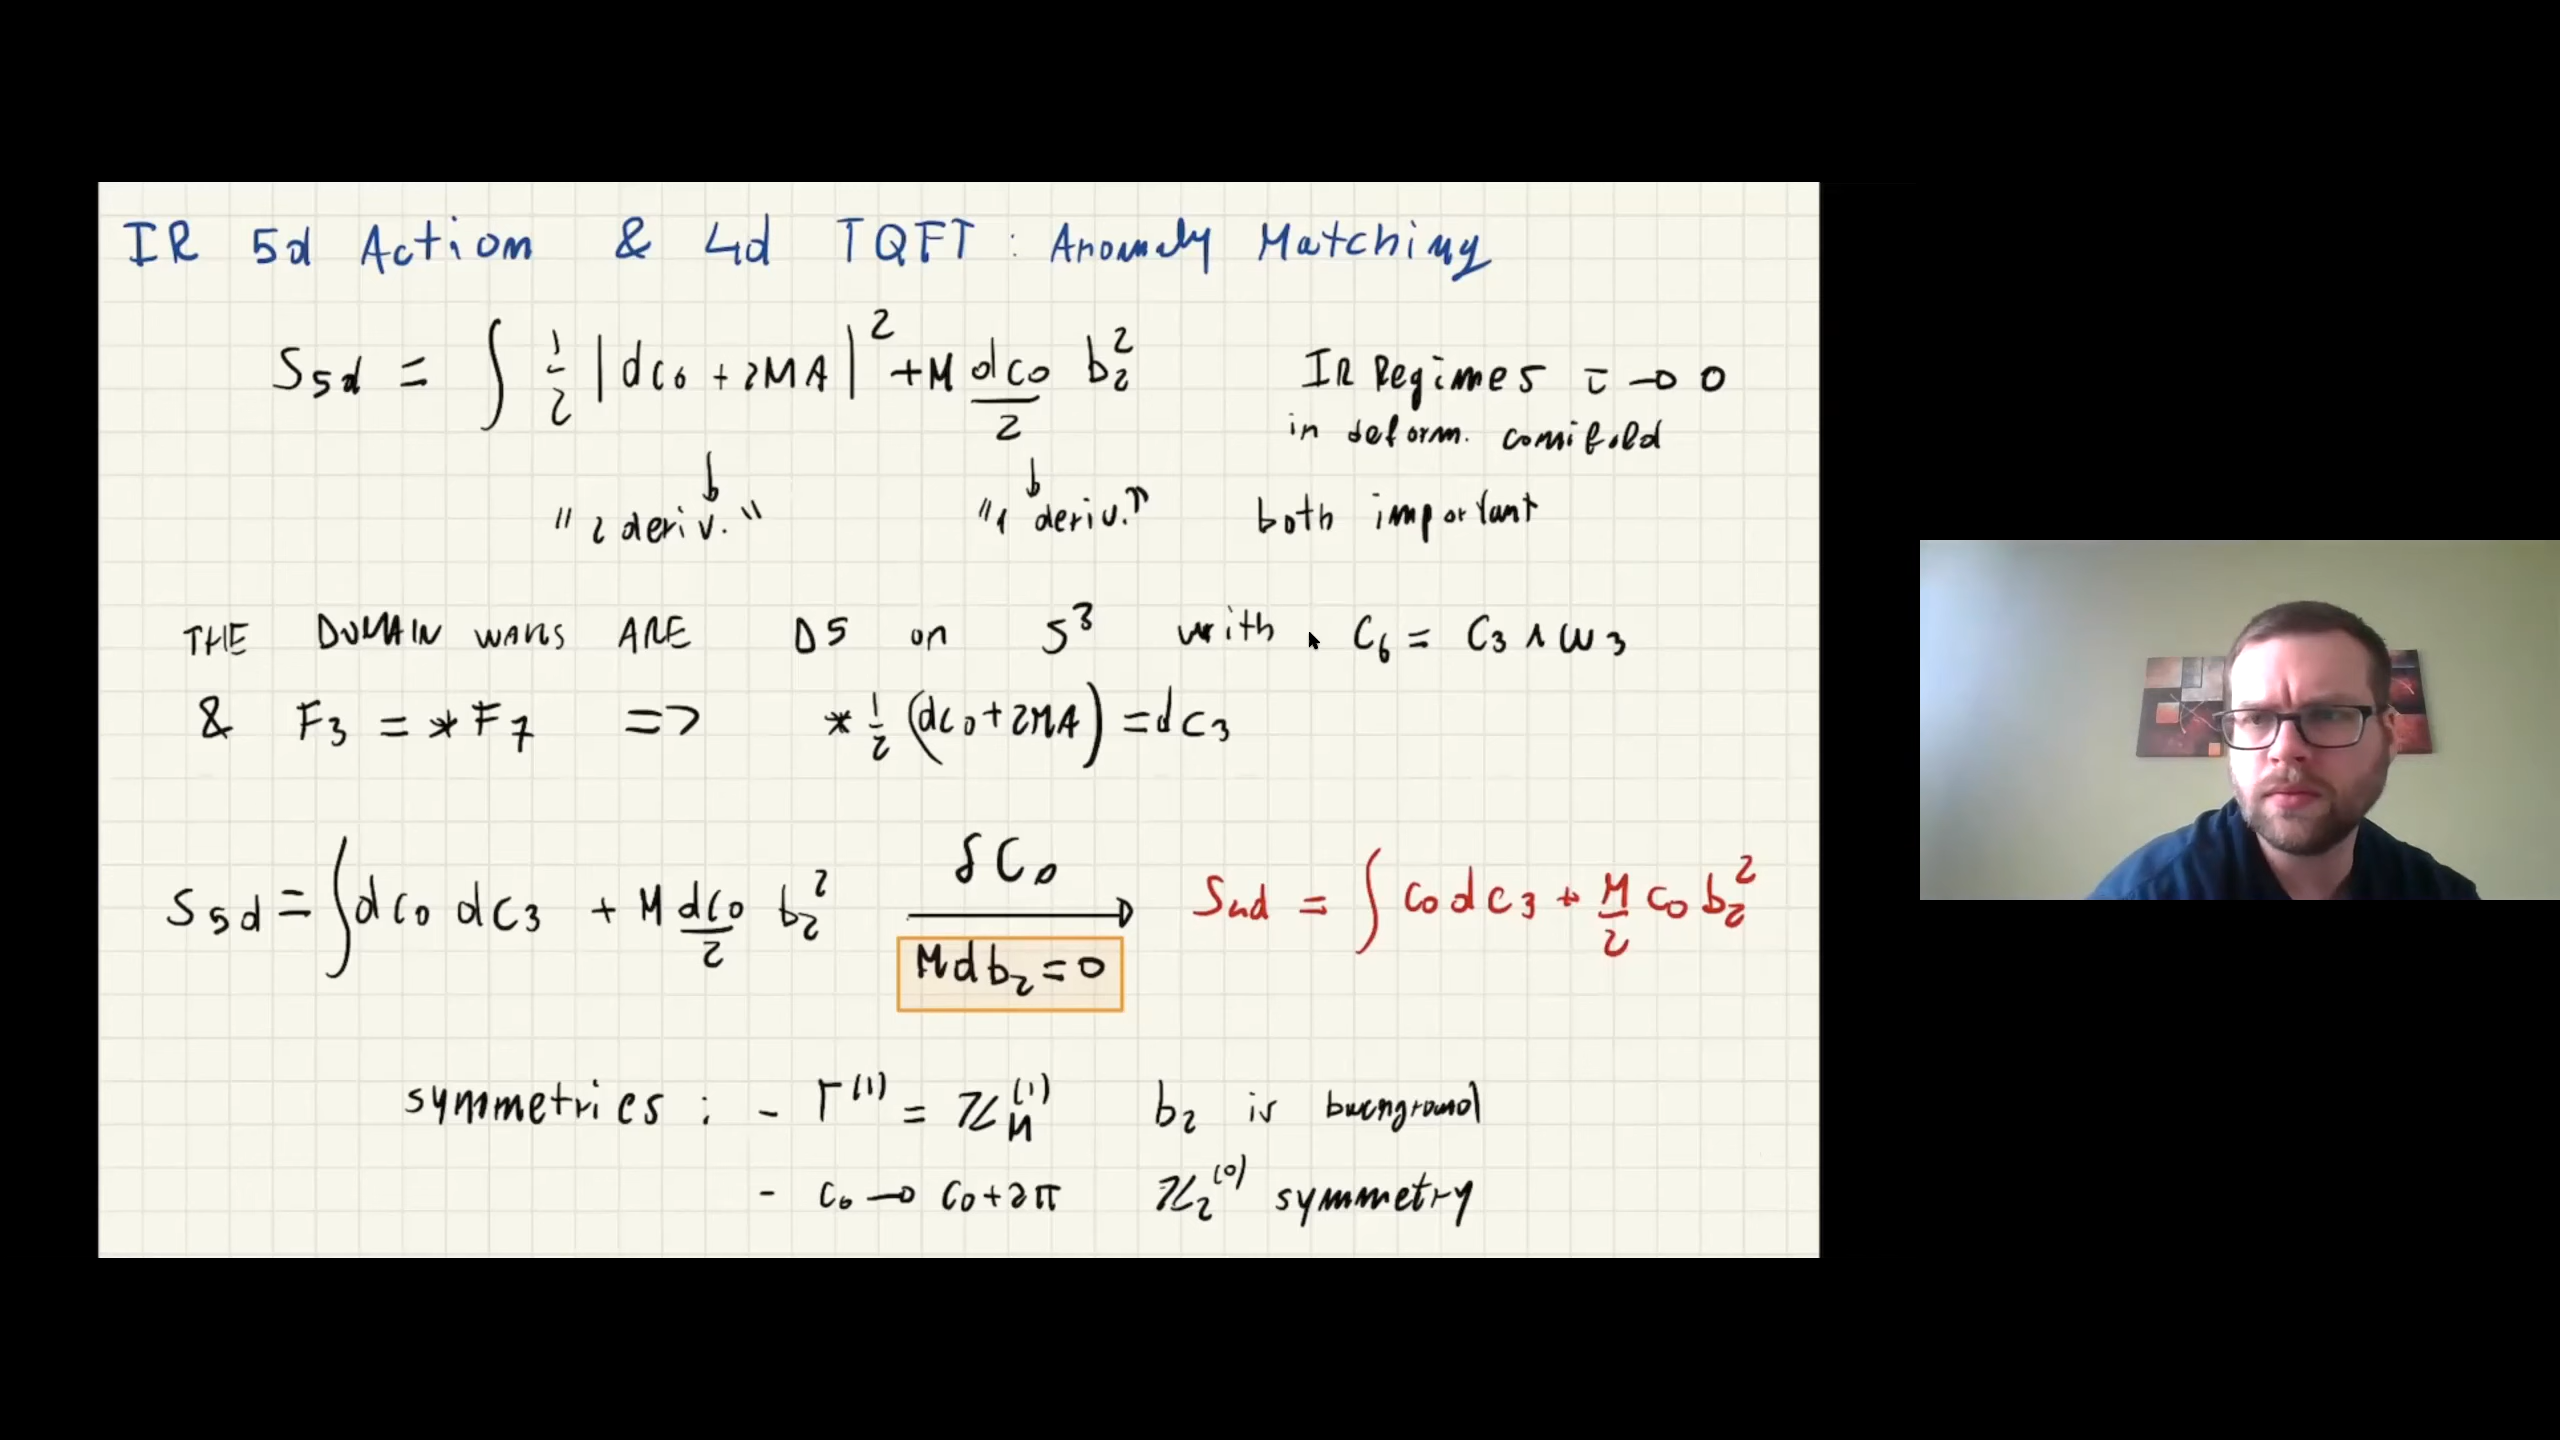 IR 5d Action & 4d TQFT : Anomaly Matching
S5d = ∫ 1/2 |dc0 + 2MA|² + M dc0/2 b2²
IR Regimes τ → 0
in deform. conifold
"2 deriv." "1 deriv." both important
THE DOMAIN WALLS ARE D5 on S³ with C6 = C3 ∧ ω3
& F3 = *F7 => * 1/2 (dc0 + 2MA) = dc3
S5d = ∫ dc0 dc3 + M dc0/2 b2² δC0 → S4d = ∫ c0 dc3 + M/2 c0 b2²
M db2 = 0
symmetries : - Γ⁽¹⁾ = ℤM⁽¹⁾ b2 is background
- c0 → c0 + 2π ℤ2⁽⁰⁾ symmetry